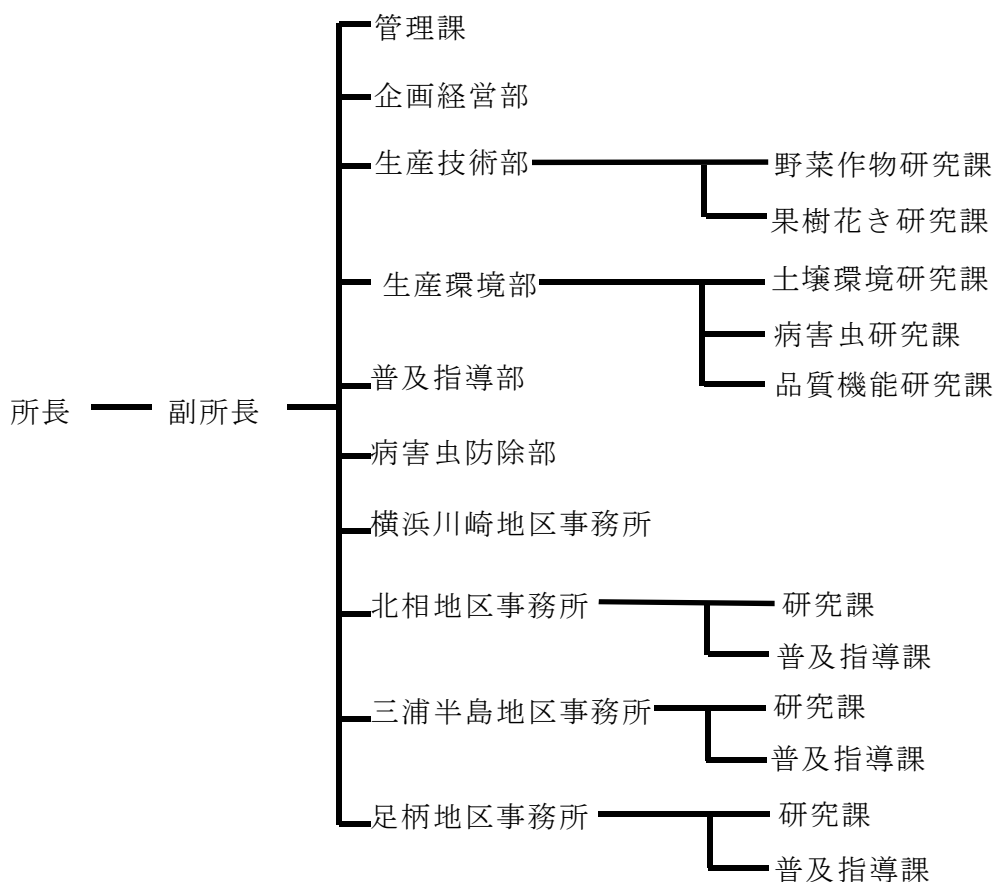 所長
副所長
管理課
企画経営部
生産技術部
野菜作物研究課
果樹花き研究課
生産環境部
土壌環境研究課
病害虫研究課
品質機能研究課
普及指導部
病害虫防除部
横浜川崎地区事務所
北相地区事務所
研究課
普及指導課
三浦半島地区事務所
研究課
普及指導課
足柄地区事務所
研究課
普及指導課